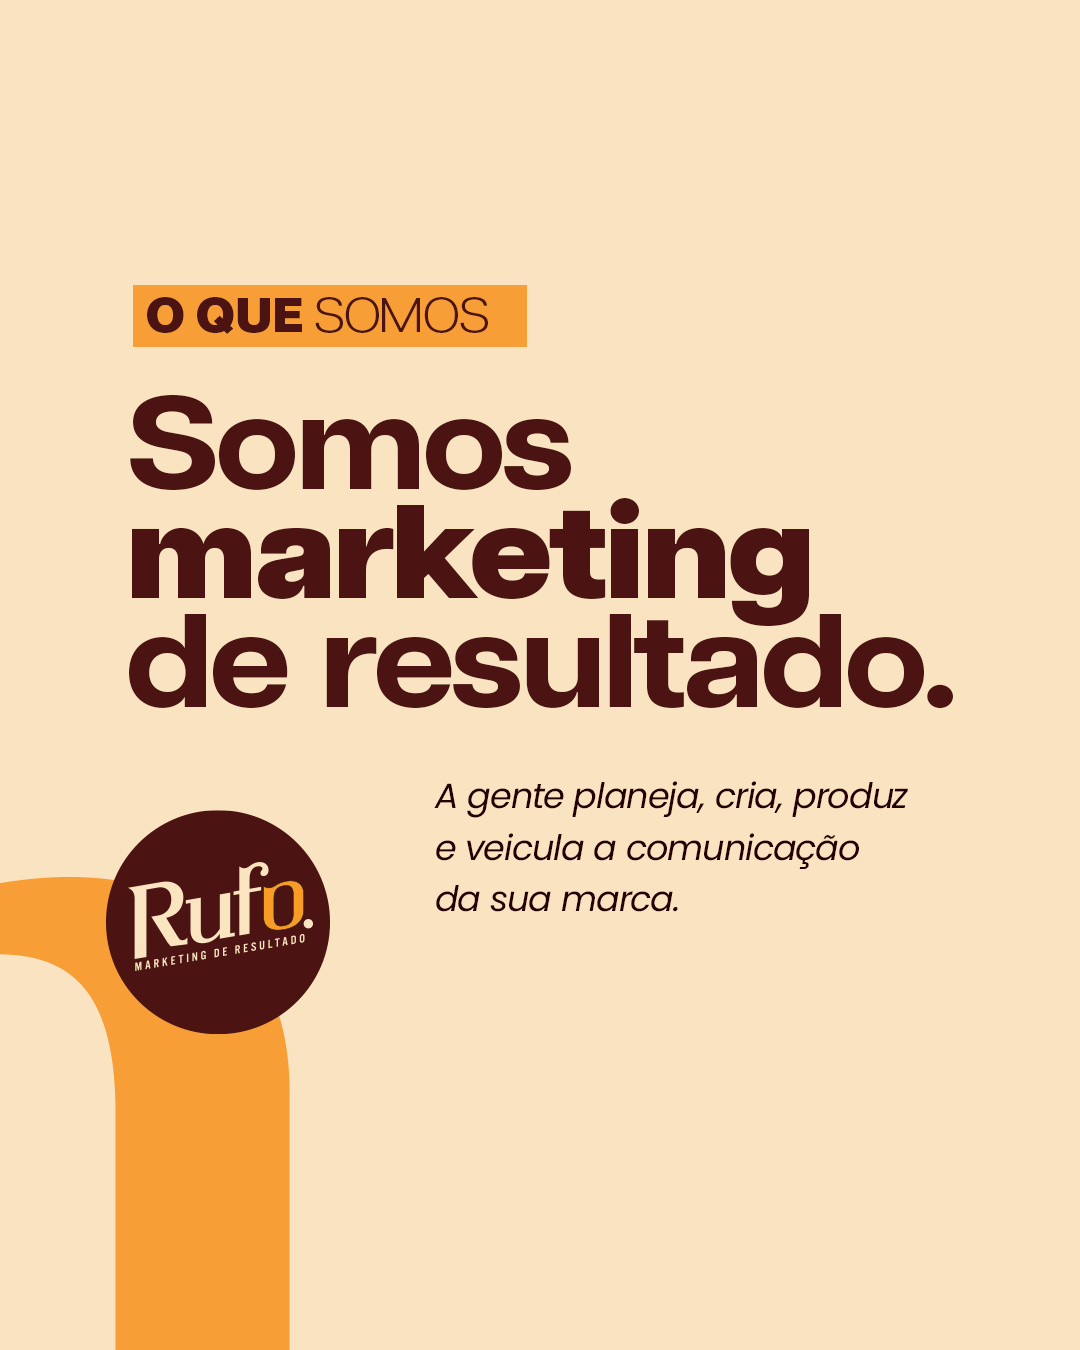 O QUE SOMOS
Somos
marketing
de resultado.
A gente planeja, cria, produz
e veicula a comunicação
da sua marca.
Rufo.
MARKETING DE RESULTADO